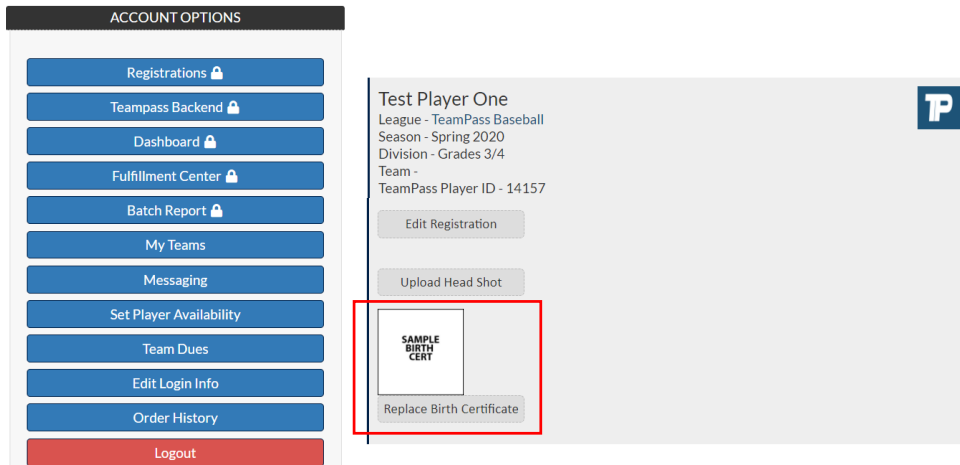 ACCOUNT OPTIONS
Registrations
Teampass Backend
Dashboard
Fulfillment Center
Batch Report
My Teams
Messaging
Set Player Availability
Team Dues
Edit Login Info
Order History
Logout
Test Player One
League - TeamPass Baseball
Season - Spring 2020
Division - Grades 3/4
Team -
TeamPass Player ID - 14157
TP
Edit Registration
Upload Head Shot
SAMPLE
BIRTH
CERT
Replace Birth Certificate